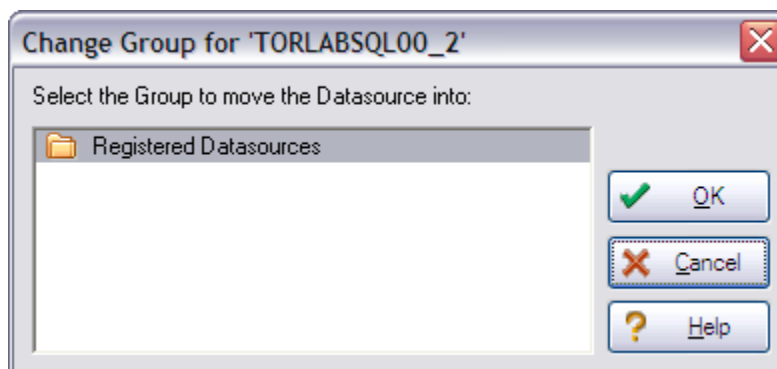 Change Group for 'TORLABSQL00_2'
Select the Group to move the Datasource into:
Registered Datasources
OK
Cancel
Help